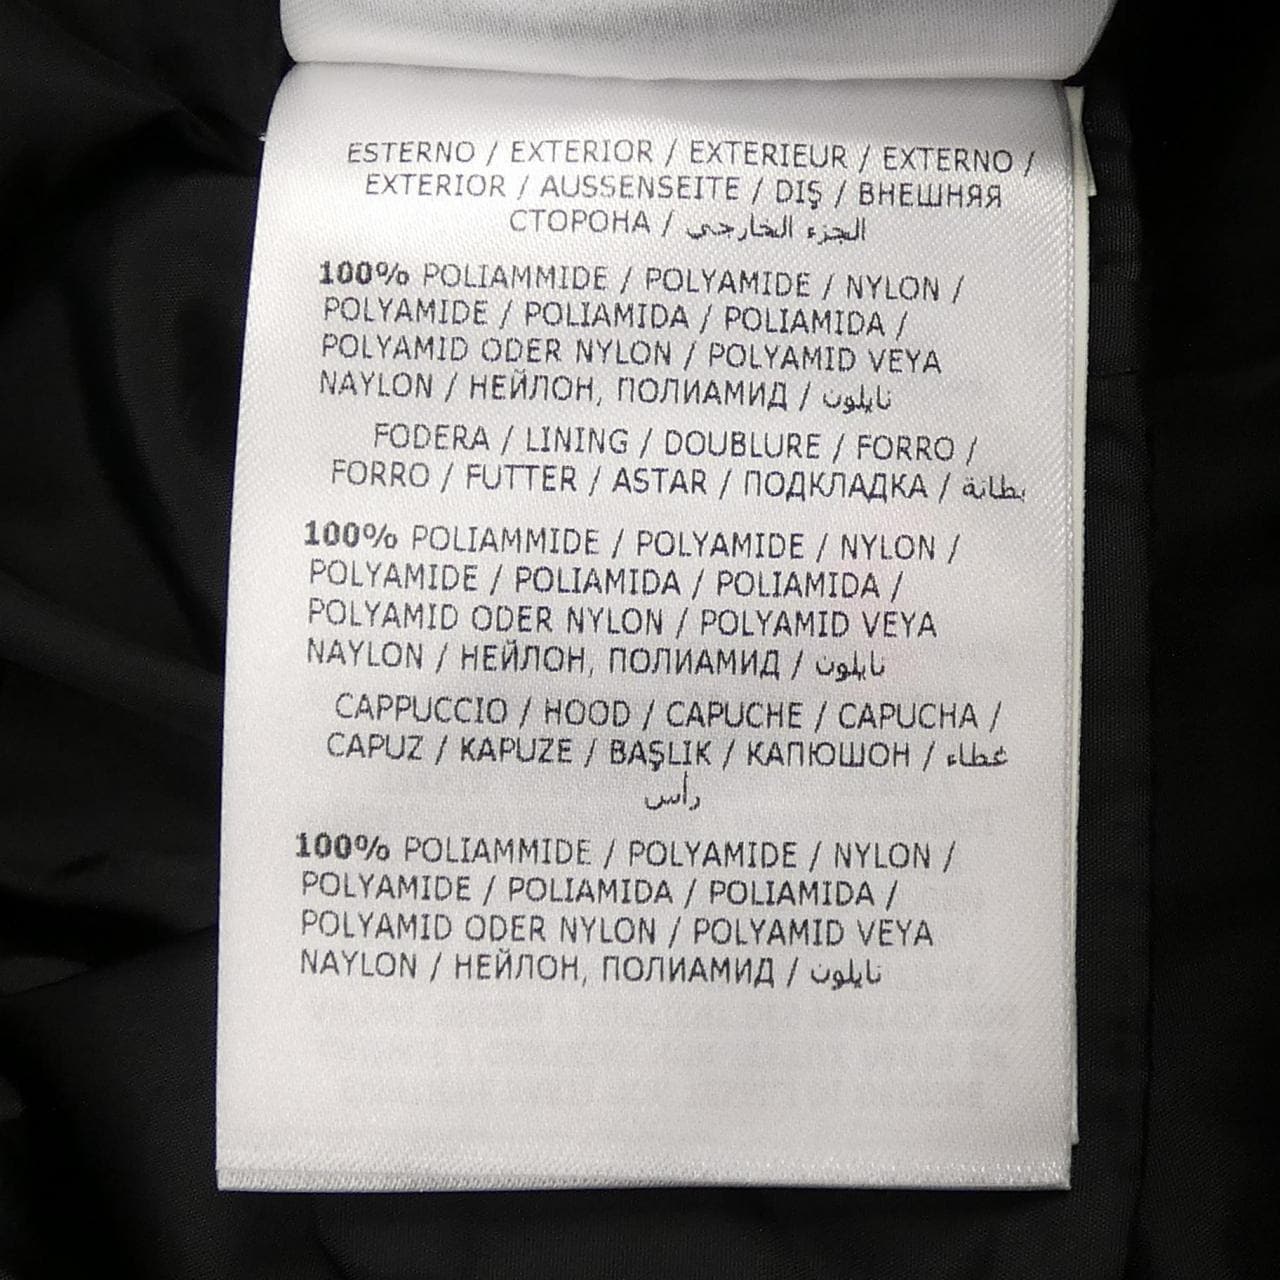 ESTERNO / EXTERIOR / EXTERIEUR / EXTERNO /
EXTERIOR / AUSSENSEITE / DIŞ / ВНЕШНЯЯ
СТОРОНА / الجزء الخارجي
100% POLIAMMIDE / POLYAMIDE / NYLON /
POLYAMIDE / POLIAMIDA / POLIAMIDA /
POLYAMID ODER NYLON / POLYAMID VEYA
NAYLON / НЕЙЛОН, ПОЛИАМИД / نايلون
FODERA / LINING / DOUBLURE / FORRO /
FORRO / FUTTER / ASTAR / ПОДКЛАДКА / بطانة
100% POLIAMMIDE / POLYAMIDE / NYLON /
POLYAMIDE / POLIAMIDA / POLIAMIDA /
POLYAMID ODER NYLON / POLYAMID VEYA
NAYLON / НЕЙЛОН, ПОЛИАМИД / نايلون
CAPPUCCIO / HOOD / CAPUCHE / CAPUCHA /
CAPUZ / KAPUZE / BAŞLIK / КАПЮШОН / غطاء
رأس
100% POLIAMMIDE / POLYAMIDE / NYLON /
POLYAMIDE / POLIAMIDA / POLIAMIDA /
POLYAMID ODER NYLON / POLYAMID VEYA
NAYLON / НЕЙЛОН, ПОЛИАМИД / نايلون